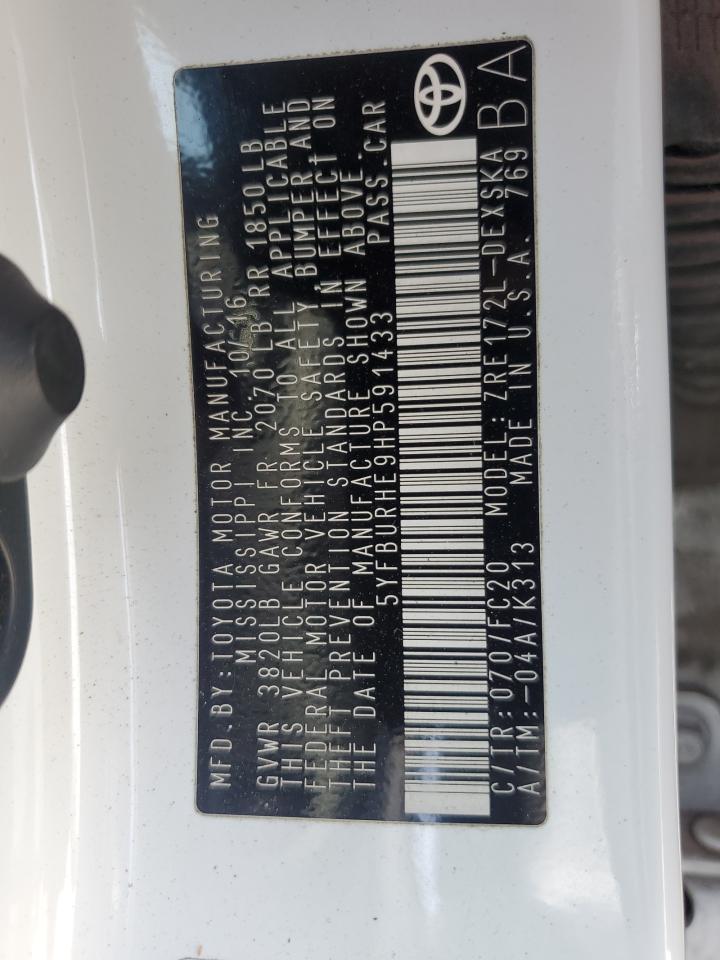 MFD.BY:TOYOTA MOTOR MANUFACTURING
MISSISSIPPI INC. 10/16
GVWR 3820LB GAWR FR 2070 LB RR 1850LB
THIS VEHICLE CONFORMS TO ALL APPLICABLE
FEDERAL MOTOR VEHICLE SAFETY, BUMPER, AND
THEFT PREVENTION STANDARDS IN EFFECT ON
THE DATE OF MANUFACTURE SHOWN ABOVE.
5YFBURHE9HP591433 PASS.CAR
C/TR:070/FC20 MODEL:ZRE172L-DEXSKA
A/TM:-04A/K313 MADE IN U.S.A. 769
BA